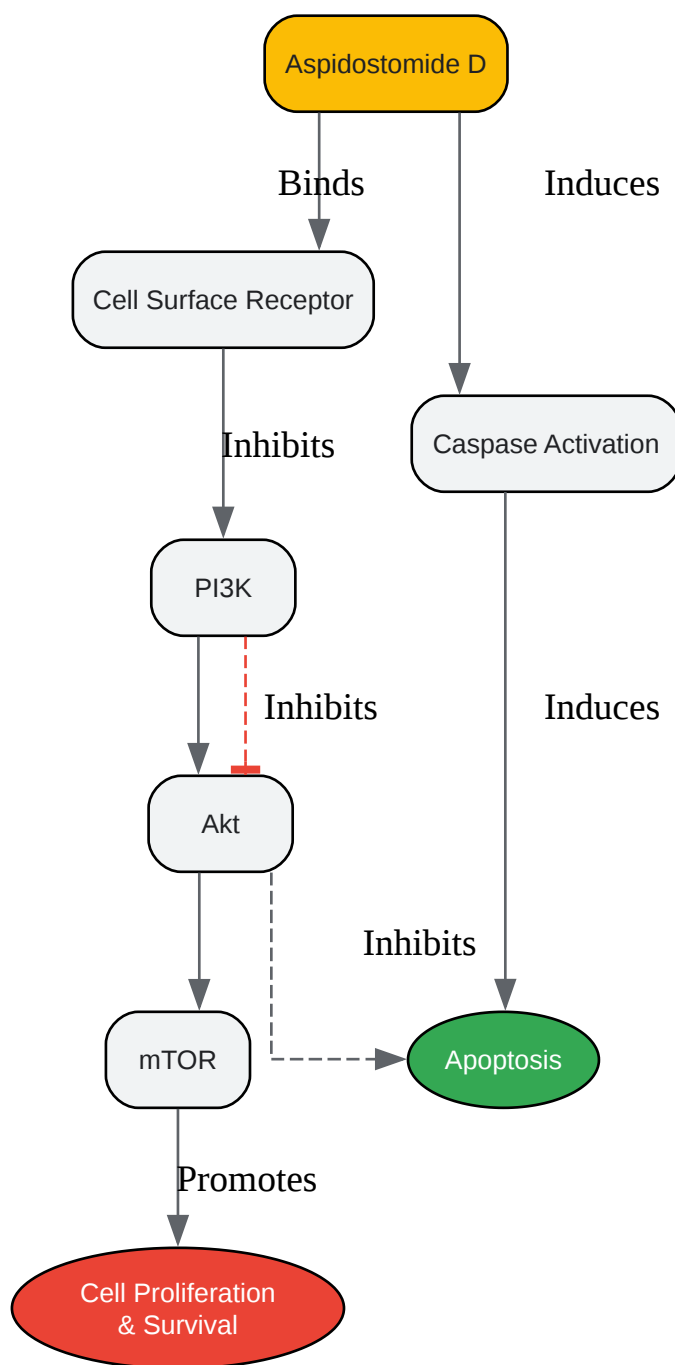 Aspidostomide D
Binds
Induces
Cell Surface Receptor
Inhibits
Caspase Activation
PI3K
Inhibits
Induces
Akt
Inhibits
mTOR
Apoptosis
Promotes
Cell Proliferation
& Survival